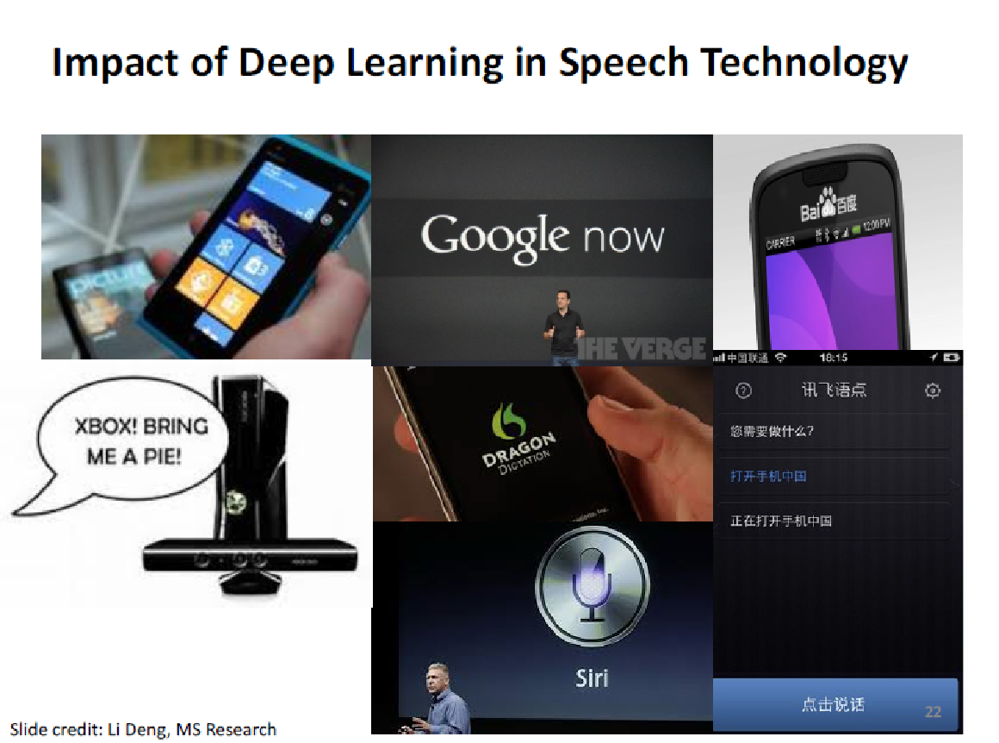 Impact of Deep Learning in Speech Technology
picture
Google now
THE VERGE
Bai du 百度
CARRIER
12:00 PM
XBOX! BRING
ME A PIE!
DRAGON
DICTATION
Siri
中国联通
18:15
讯飞语点
您需要做什么?
打开手机中国
正在打开手机中国
点击说话
22
Slide credit: Li Deng, MS Research